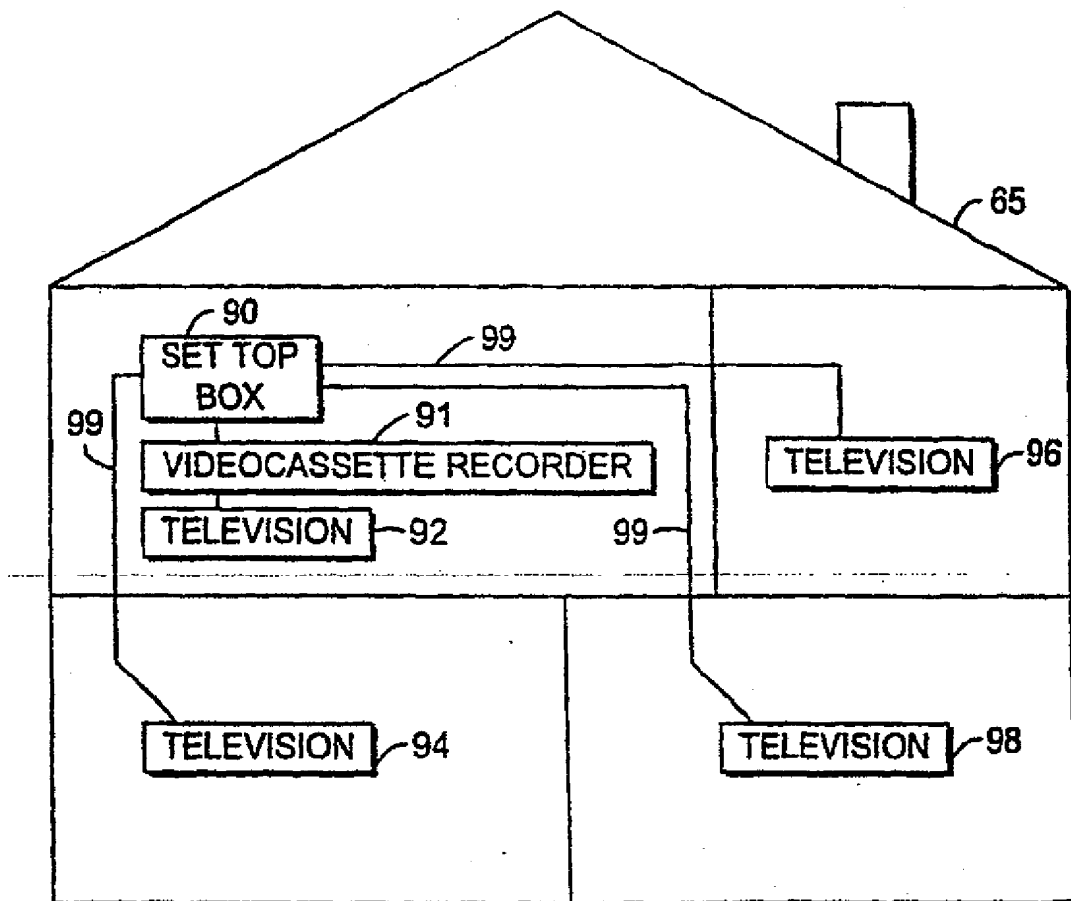 65
90
SET TOP
BOX
99
99
91
VIDEOCASSETTE RECORDER
TELEVISION
96
TELEVISION
92
99
TELEVISION
94
TELEVISION
98